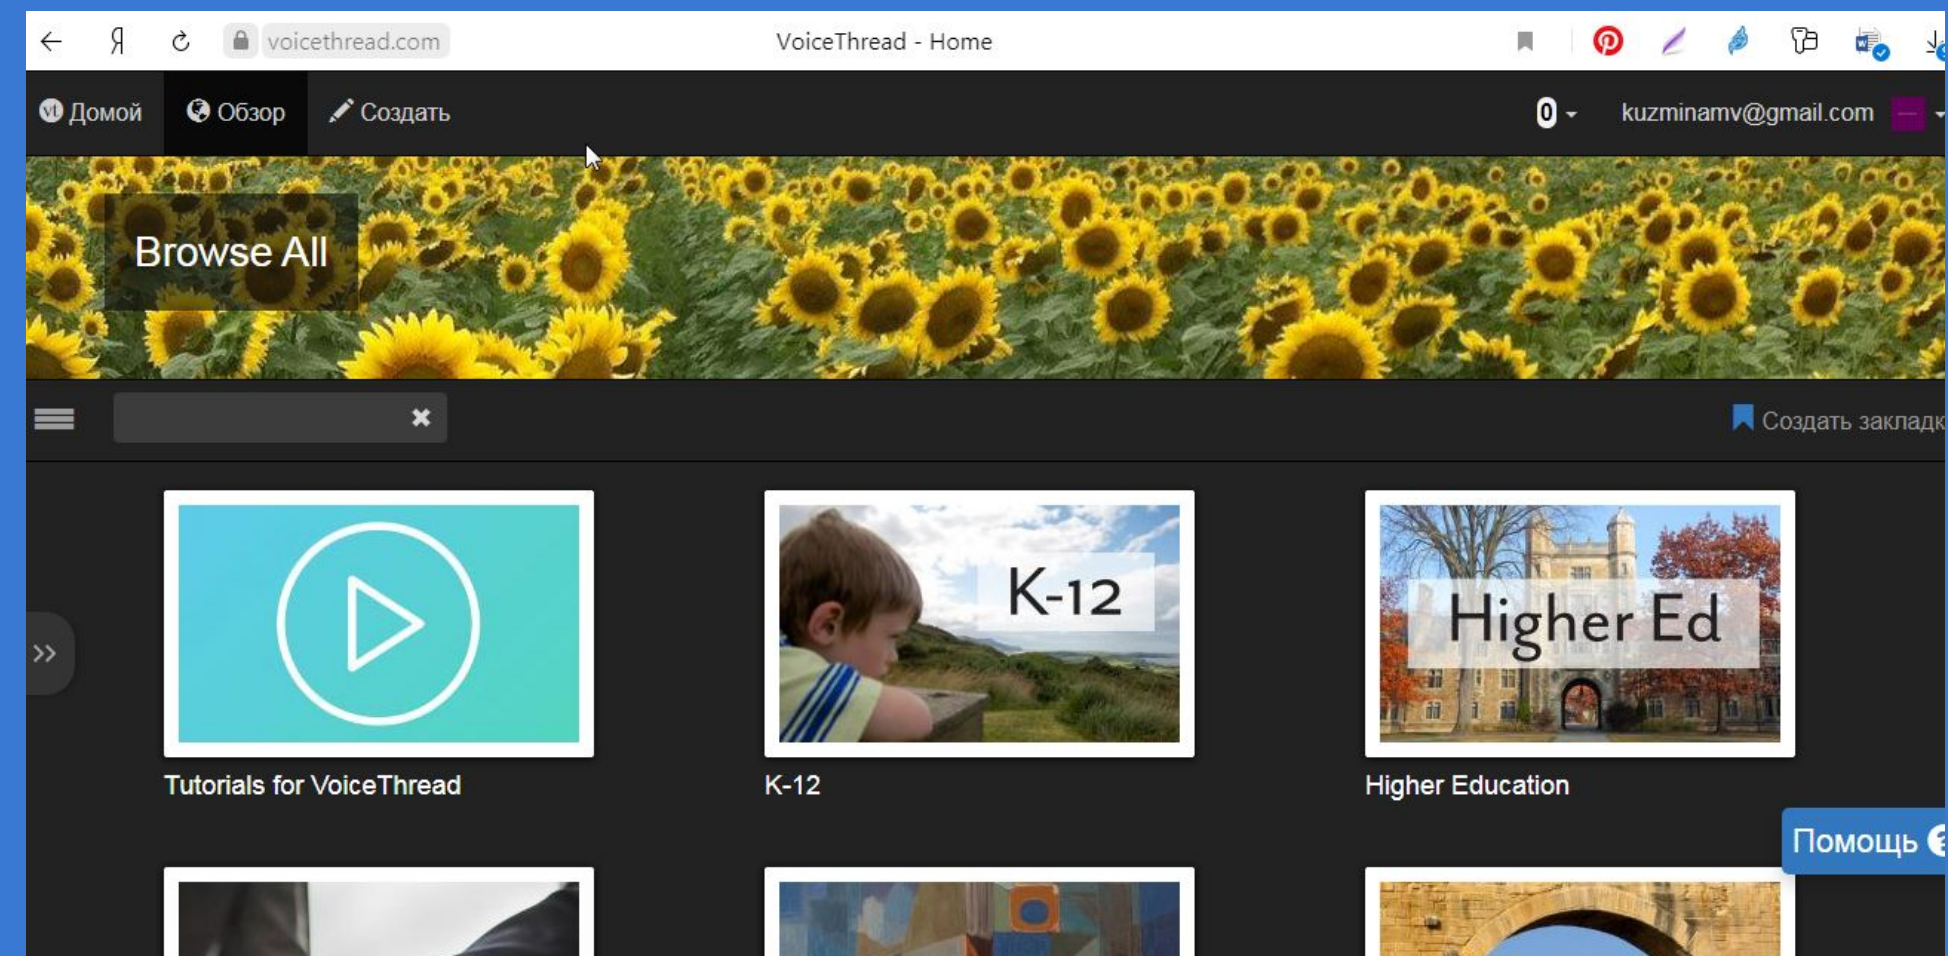 Я voicethread.com VoiceThread - Home
vt Домой Обзор Создать 0 kuzminamv@gmail.com
Browse All
Создать закладк
K-12
Higher Ed
Tutorials for VoiceThread K-12 Higher Education
Помощь